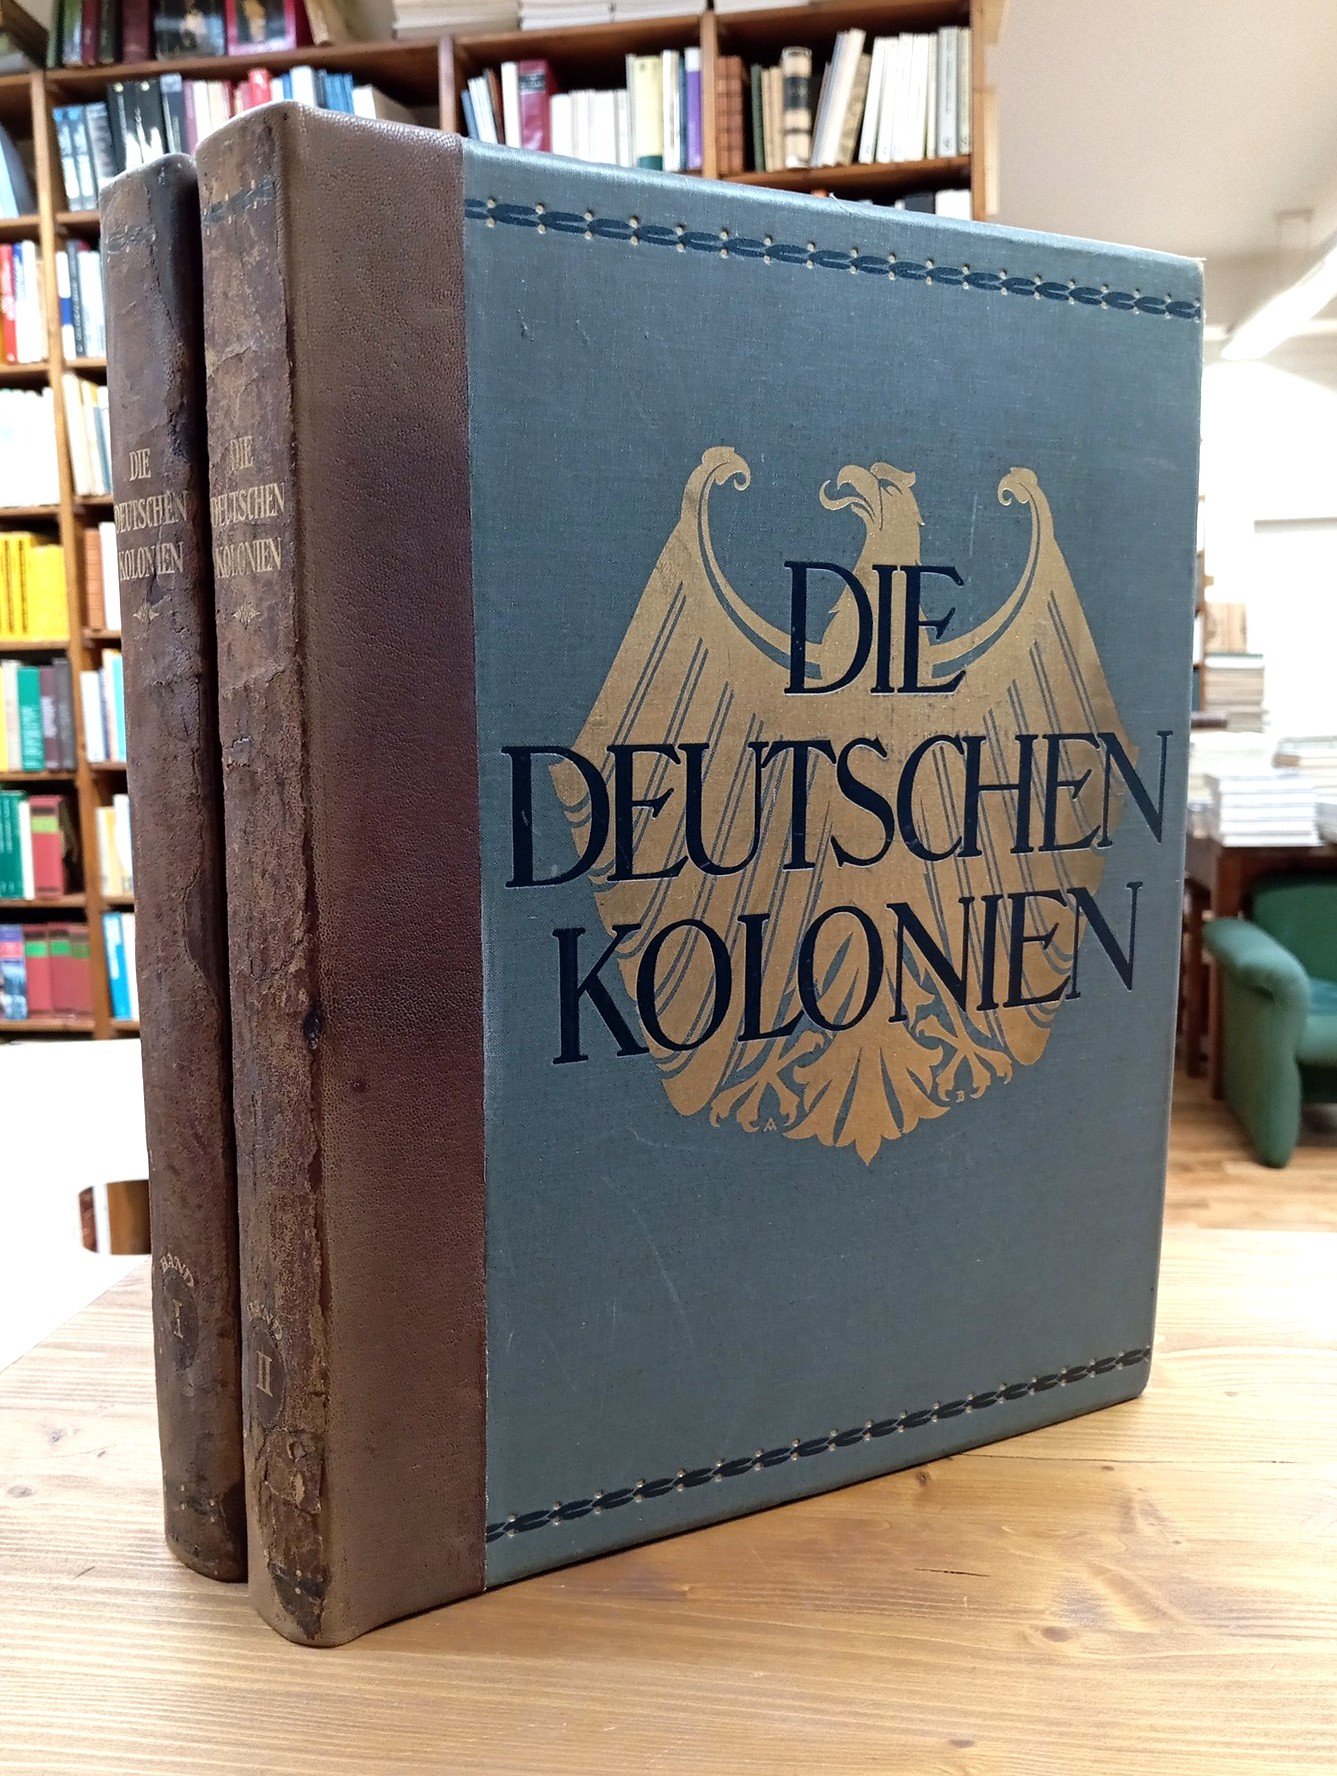 DIE
DEUTSCHEN
KOLONIEN
BAND
I
DIE
DEUTSCHEN
KOLONIEN
BAND
II
DIE
DEUTSCHEN
KOLONIEN
A
B